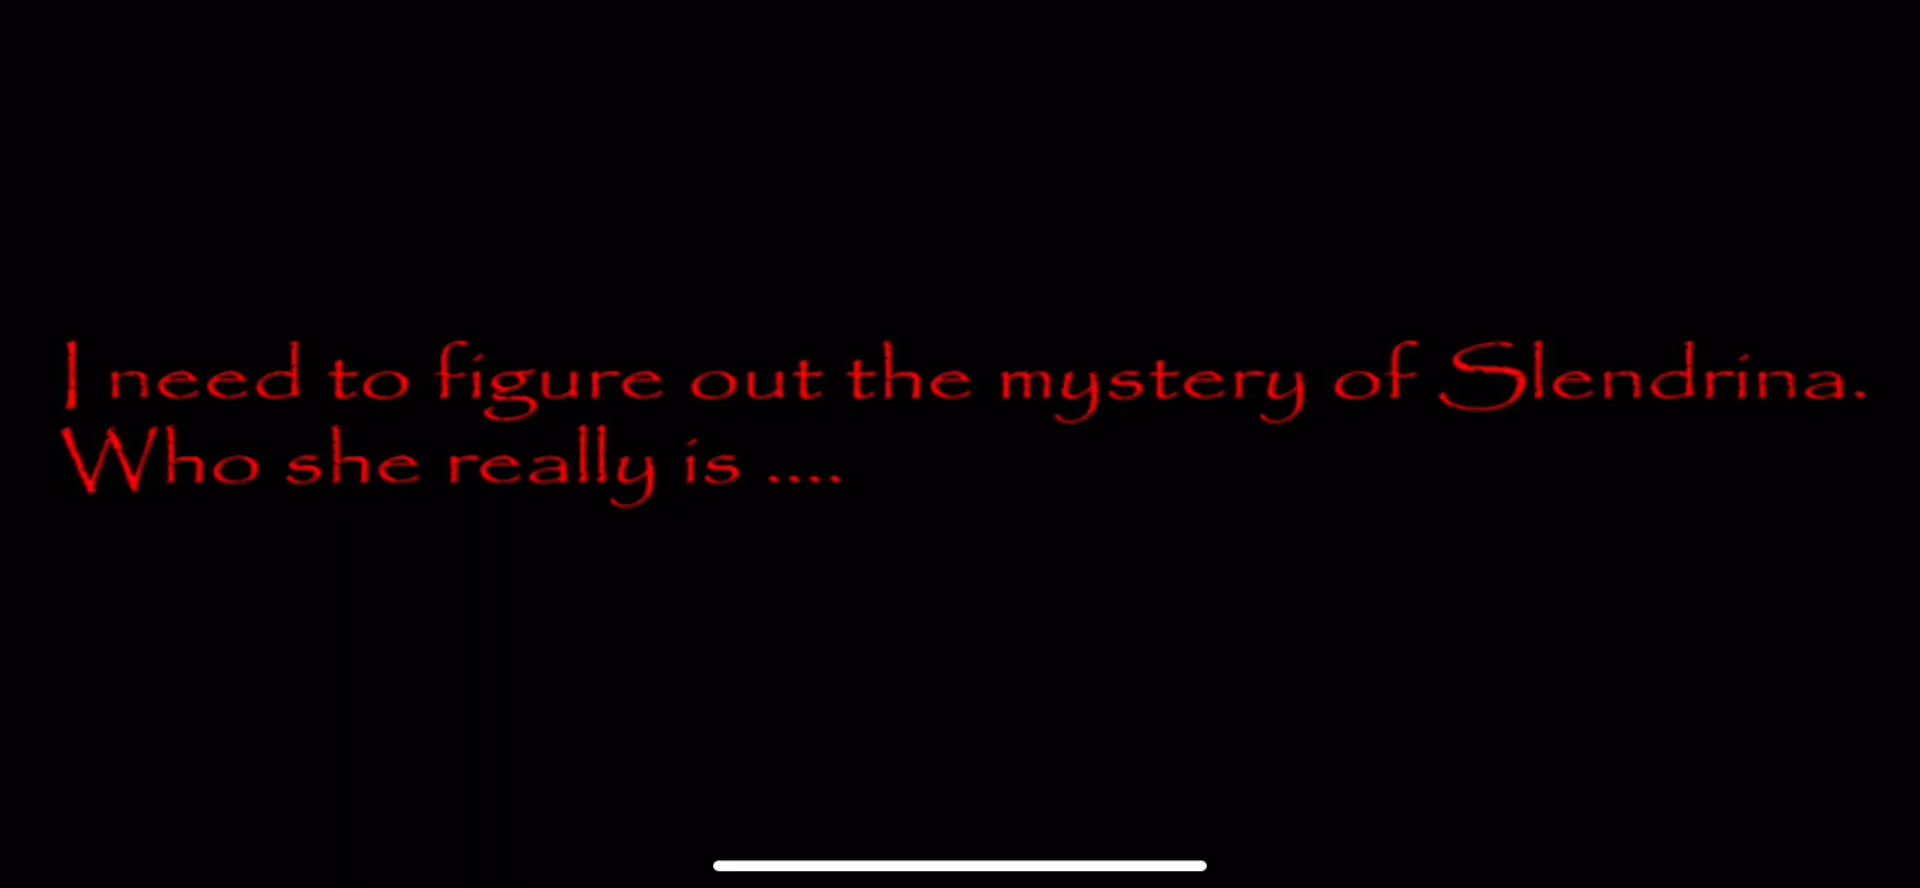 I need to figure out the mystery of Slendrina.
Who she really is ....